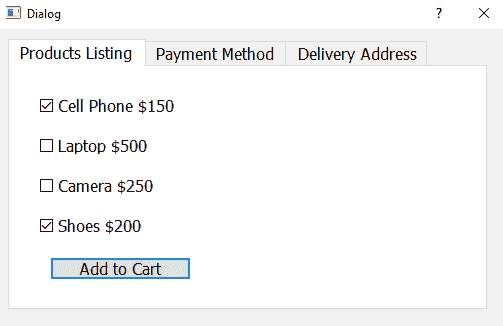 Dialog ?
Products Listing Payment Method Delivery Address
Cell Phone $150
Laptop $500
Camera $250
Shoes $200
Add to Cart